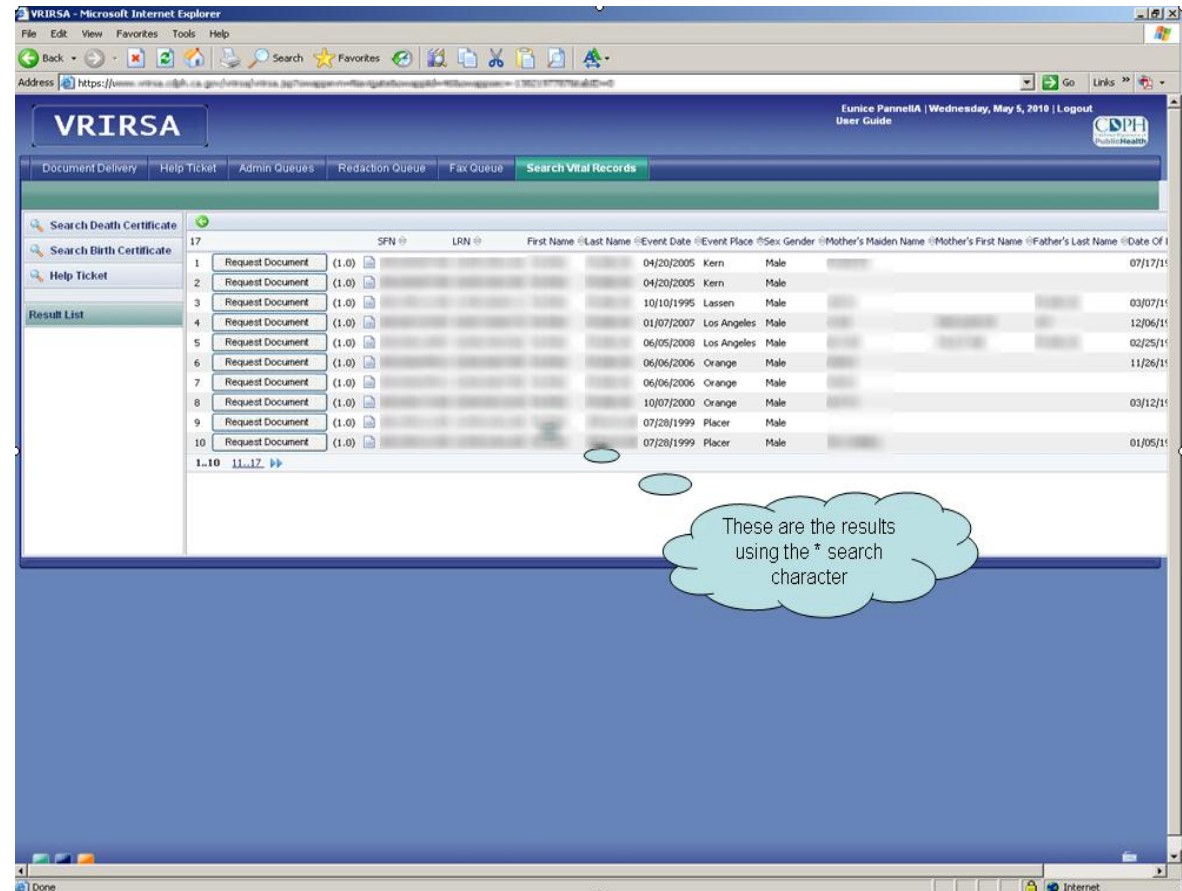 VRIRSA - Microsoft Internet Explorer
File Edit View Favorites Tools Help
Back Search Favorites
Address https:// Go Links »
Eunice PannellA | Wednesday, May 5, 2010 | Logout
User Guide
VRIRSA
CDPH
PublicHealth
Document Delivery Help Ticket Admin Queues Redaction Queue Fax Queue Search Vital Records
Search Death Certificate
Search Birth Certificate
Help Ticket
Result List
17 SFN LRN First Name Last Name Event Date Event Place Sex Gender Mother's Maiden Name Mother's First Name Father's Last Name Date Of
1 Request Document (1.0) 04/20/2005 Kern Male 07/17/1
2 Request Document (1.0) 04/20/2005 Kern Male
3 Request Document (1.0) 10/10/1995 Lassen Male 03/07/1
4 Request Document (1.0) 01/07/2007 Los Angeles Male 12/06/1
5 Request Document (1.0) 06/05/2008 Los Angeles Male 02/25/1
6 Request Document (1.0) 06/06/2006 Orange Male 11/26/1
7 Request Document (1.0) 06/06/2006 Orange Male
8 Request Document (1.0) 10/07/2000 Orange Male 03/12/1
9 Request Document (1.0) 07/28/1999 Placer Male
10 Request Document (1.0) 07/28/1999 Placer Male 01/05/1
1..10 11..17
These are the results
using the * search
character
Done Internet